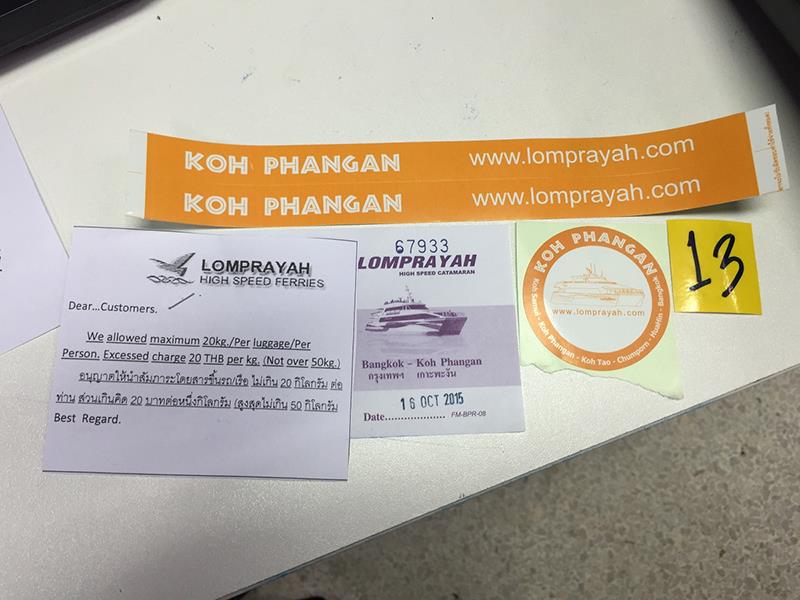 KOH PHANGAN www.lomprayah.com
KOH PHANGAN www.lomprayah.com
LOMPRAYAH
HIGH SPEED FERRIES
Dear...Customers.
We allowed maximum 20kg./Per luggage/Per
Person. Excessed charge 20 THB per kg. (Not over 50kg.)
อนุญาตให้นำสัมภาระโดยสารขึ้นรถ/เรือ ไม่เกิน 20 กิโลกรัม ต่อ
ท่าน ส่วนเกินคิด 20 บาทต่อหนึ่งกิโลกรัม (สูงสุดไม่เกิน 50 กิโลกรัม
Best Regard.
67933
LOMPRAYAH
HIGH SPEED CATAMARAN
Bangkok - Koh Phangan
กรุงเทพฯ เกาะพะงัน
16 OCT 2015
Date................... FM-BPR-08
KOH PHANGAN
www.lomprayah.com
Koh Samui - Koh Phangan - Koh Tao - Chumporn - HuaHin - Bangkok
13